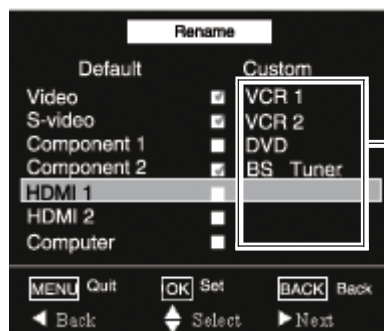 Rename
Default Custom
Video VCR 1
S-video VCR 2
Component 1 DVD
Component 2 BS Tuner
HDMI 1
HDMI 2
Computer
MENU Quit OK Set BACK Back
Back Select Next